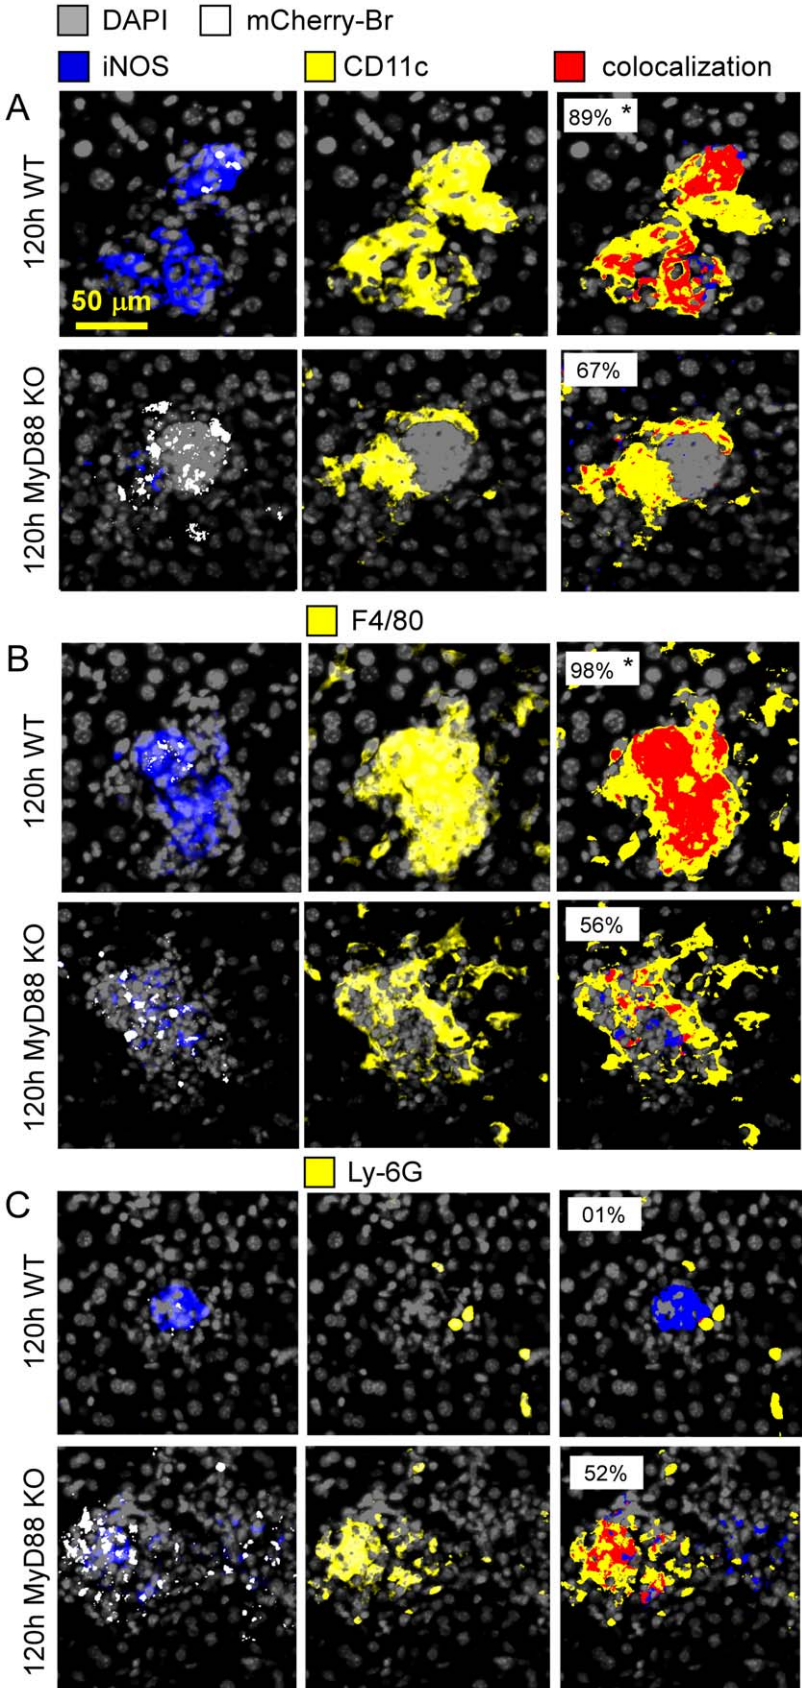 DAPI mCherry-Br
iNOS CD11c colocalization
A
120h WT
50 μm
89% *
120h MyD88 KO
67%
F4/80
B
120h WT
98% *
120h MyD88 KO
56%
Ly-6G
C
120h WT
01%
120h MyD88 KO
52%